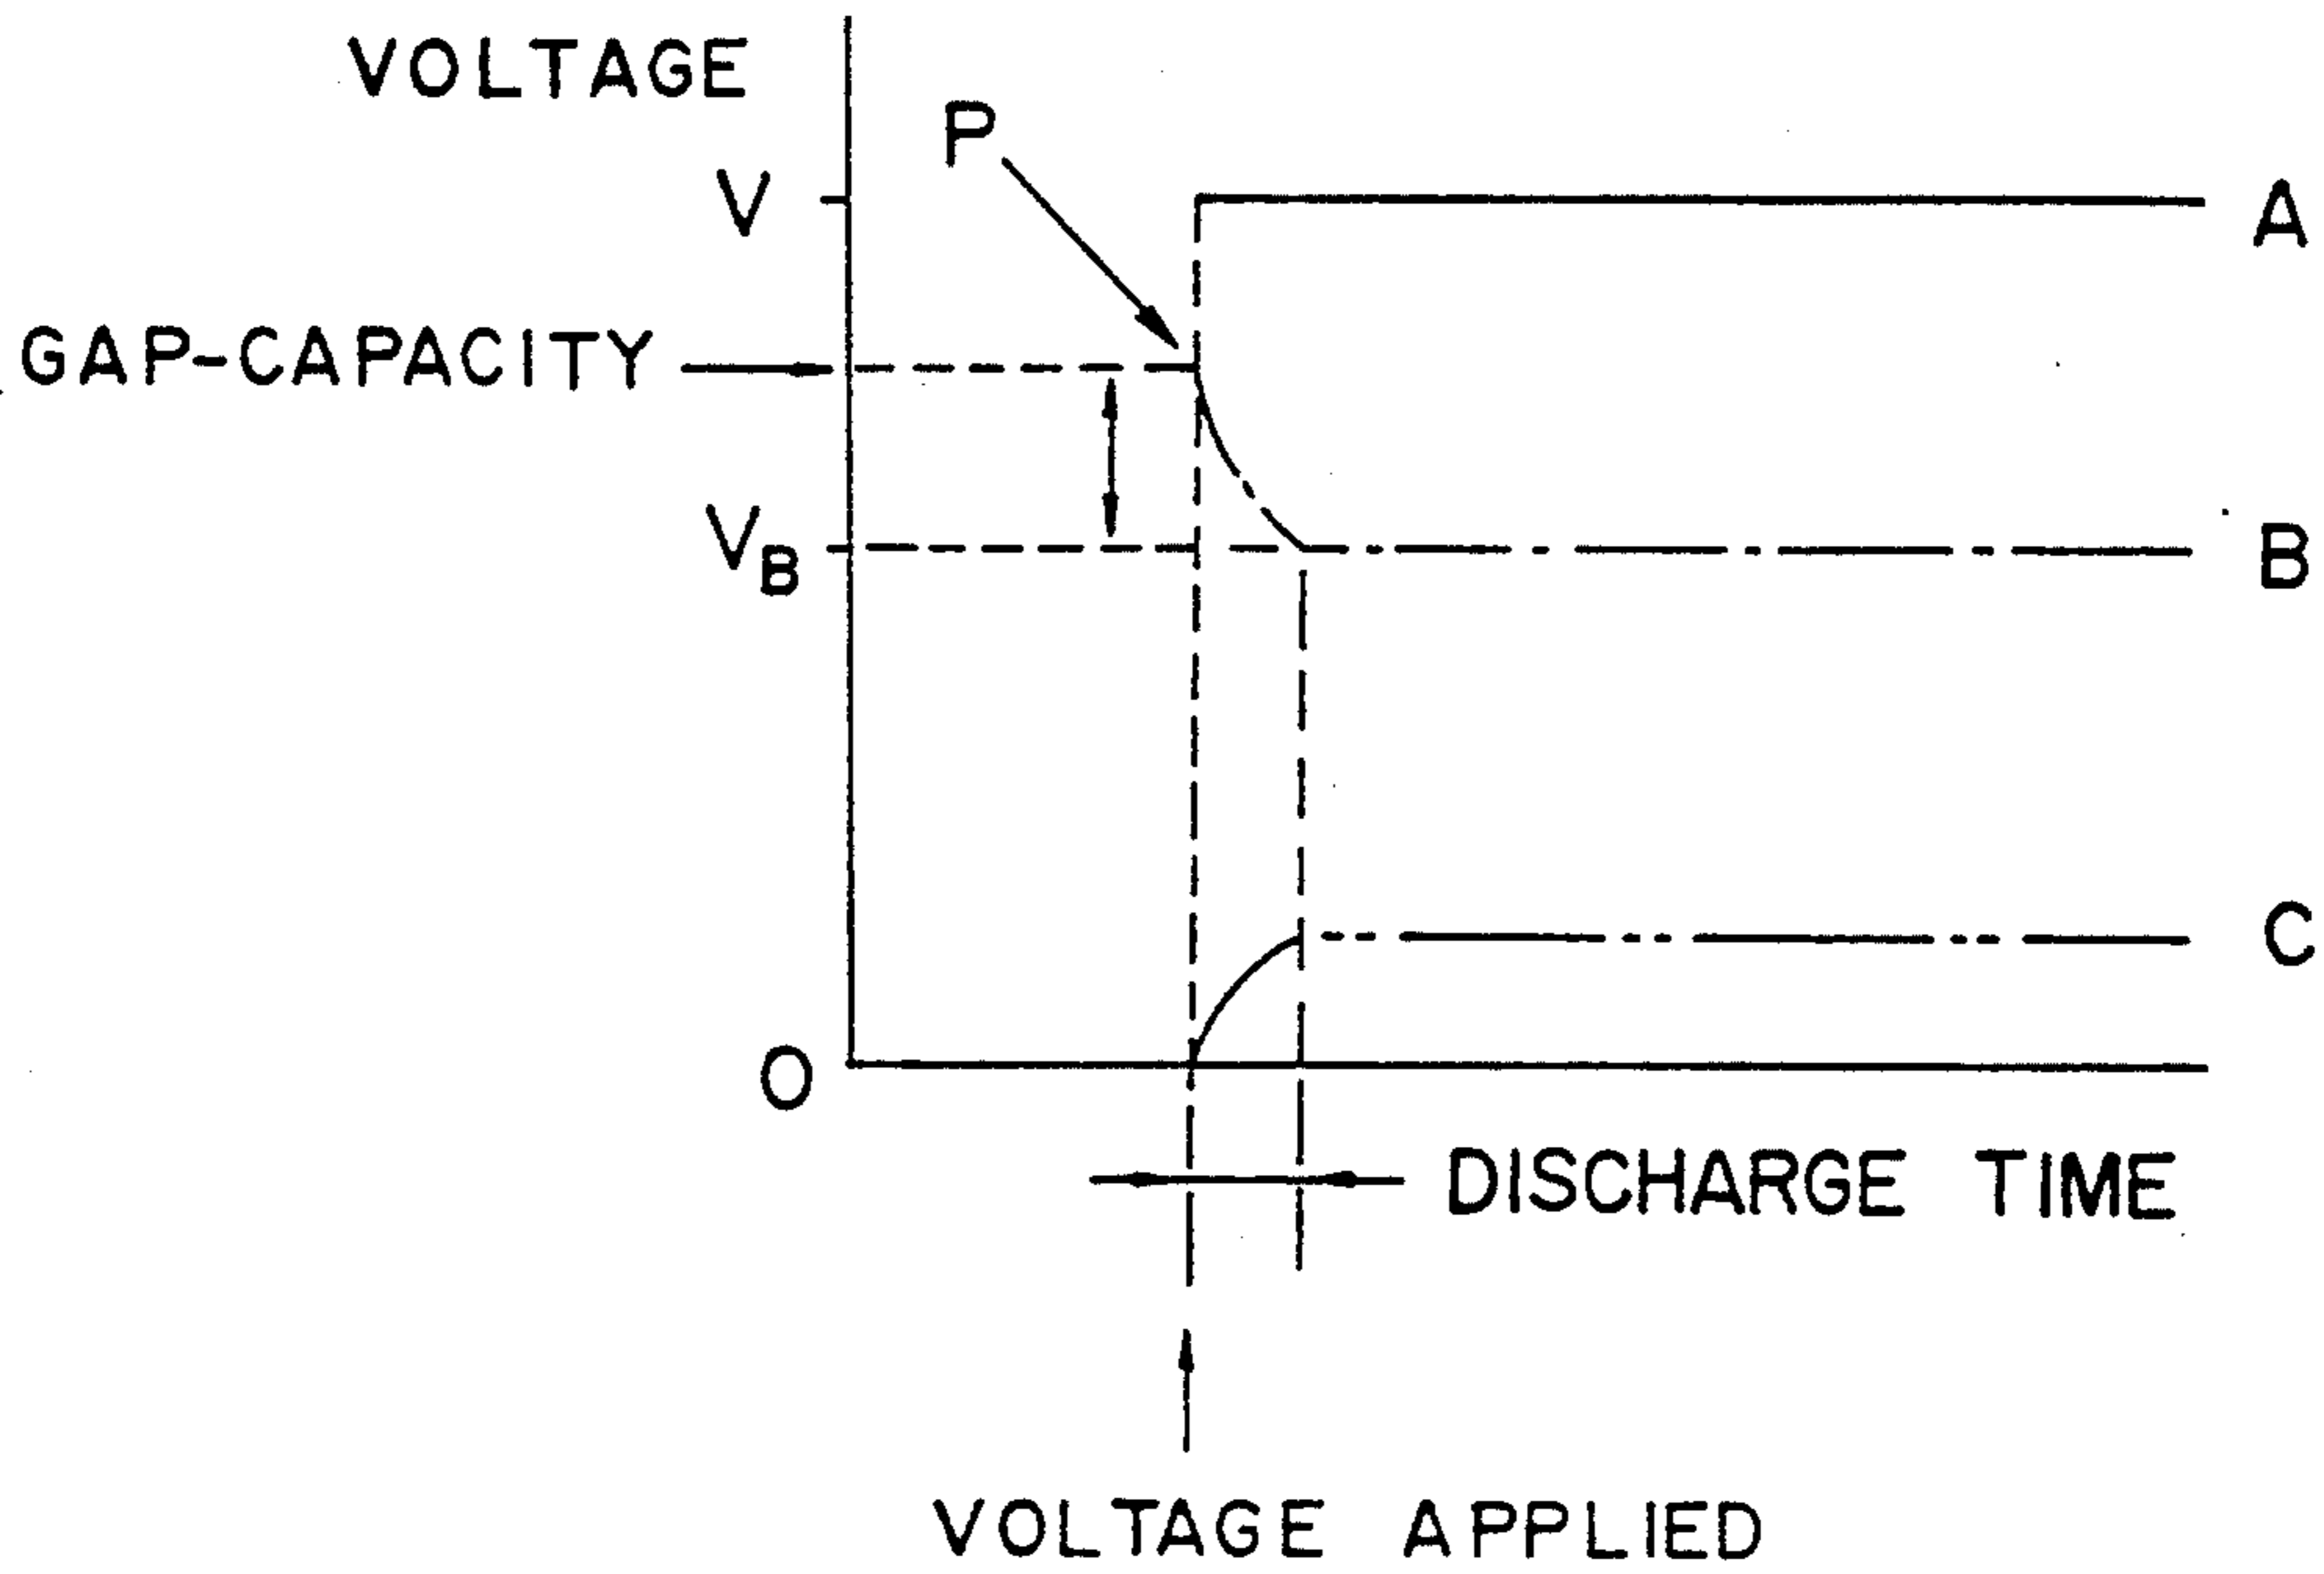 VOLTAGE
P
V
A
GAP-CAPACITY
VB
B
C
O
DISCHARGE TIME
VOLTAGE APPLIED